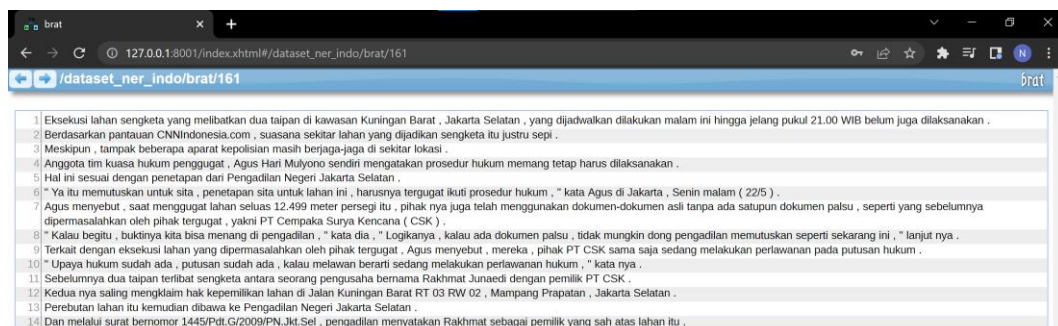 brat
127.0.0.1:8001/index.xhtml#/dataset_ner_indo/brat/161
N
/dataset_ner_indo/brat/161
brat
1 Eksekusi lahan sengketa yang melibatkan dua taipan di kawasan Kuningan Barat , Jakarta Selatan , yang dijadwalkan dilakukan malam ini hingga jelang pukul 21.00 WIB belum juga dilaksanakan .
2 Berdasarkan pantauan CNNIndonesia.com , suasana sekitar lahan yang dijadikan sengketa itu justru sepi .
3 Meskipun , tampak beberapa aparat kepolisian masih berjaga-jaga di sekitar lokasi .
4 Anggota tim kuasa hukum penggugat , Agus Hari Mulyono sendiri mengatakan prosedur hukum memang tetap harus dilaksanakan .
5 Hal ini sesuai dengan penetapan dari Pengadilan Negeri Jakarta Selatan .
6 " Ya itu memutuskan untuk sita , penetapan sita untuk lahan ini , harusnya tergugat ikuti prosedur hukum , " kata Agus di Jakarta , Senin malam ( 22/5 ) .
7 Agus menyebut , saat menggugat lahan seluas 12.499 meter persegi itu , pihak nya juga telah menggunakan dokumen-dokumen asli tanpa ada satupun dokumen palsu , seperti yang sebelumnya
dipermasalahkan oleh pihak tergugat , yakni PT Cempaka Surya Kencana ( CSK ) .
8 " Kalau begitu , buktinya kita bisa menang di pengadilan , " kata dia , " Logikanya , kalau ada dokumen palsu , tidak mungkin dong pengadilan memutuskan seperti sekarang ini , " lanjut nya .
9 Terkait dengan eksekusi lahan yang dipermasalahkan oleh pihak tergugat , Agus menyebut , mereka , pihak PT CSK sama saja sedang melakukan perlawanan pada putusan hukum .
10 " Upaya hukum sudah ada , putusan sudah ada , kalau melawan berarti sedang melakukan perlawanan hukum , " kata nya .
11 Sebelumnya dua taipan terlibat sengketa antara seorang pengusaha bernama Rakhmat Junaedi dengan pemilik PT CSK .
12 Kedua nya saling mengklaim hak kepemilikan lahan di Jalan Kuningan Barat RT 03 RW 02 , Mampang Prapatan , Jakarta Selatan .
13 Perebutan lahan itu kemudian dibawa ke Pengadilan Negeri Jakarta Selatan .
14 Dan melalui surat bernomor 1445/Pdt.G/2009/PN.Jkt.Sel , pengadilan menyatakan Rakhmat sebagai pemilik yang sah atas lahan itu .